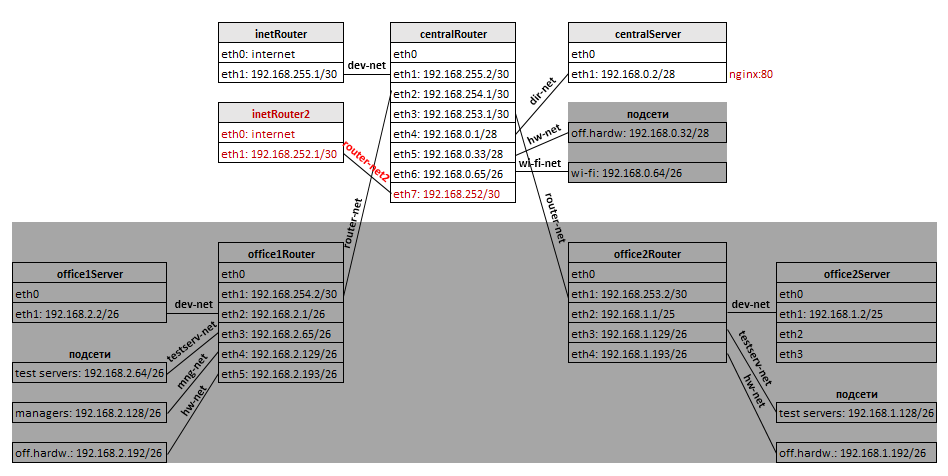 inetRouter
eth0: internet
eth1: 192.168.255.1/30
dev-net
centralRouter
eth0
eth1: 192.168.255.2/30
eth2: 192.168.254.1/30
eth3: 192.168.253.1/30
eth4: 192.168.0.1/28
eth5: 192.168.0.33/28
eth6: 192.168.0.65/26
eth7: 192.168.252/30
centralServer
eth0
eth1: 192.168.0.2/28
nginx:80
dir-net
hw-net
wi-fi-net
подсети
off.hardw: 192.168.0.32/28
wi-fi: 192.168.0.64/26
inetRouter2
eth0: internet
eth1: 192.168.252.1/30
router-net2
router-net
router-net
office1Server
eth0
eth1: 192.168.2.2/26
dev-net
testserv-net
mng-net
hw-net
подсети
test servers: 192.168.2.64/26
managers: 192.168.2.128/26
off.hardw.: 192.168.2.192/26
office1Router
eth0
eth1: 192.168.254.2/30
eth2: 192.168.2.1/26
eth3: 192.168.2.65/26
eth4: 192.168.2.129/26
eth5: 192.168.2.193/26
office2Router
eth0
eth1: 192.168.253.2/30
eth2: 192.168.1.1/25
eth3: 192.168.1.129/26
eth4: 192.168.1.193/26
dev-net
testserv-net
hw-net
office2Server
eth0
eth1: 192.168.1.2/25
eth2
eth3
подсети
test servers: 192.168.1.128/26
off.hardw.: 192.168.1.192/26